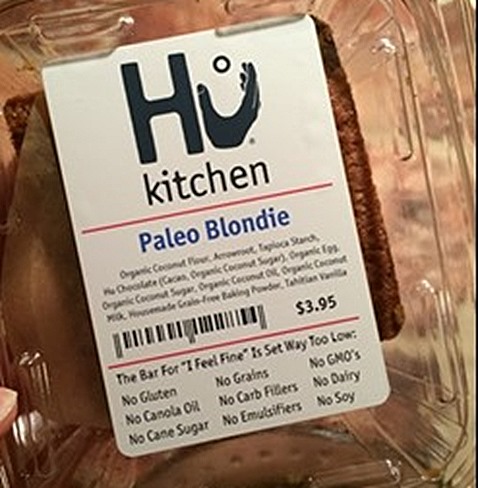 Hu
kitchen
Paleo Blondie
Organic Coconut Flour, Arrowroot, Tapioca Starch,
Hu Chocolate (Cacao, Organic Coconut Sugar), Organic Egg,
Organic Coconut Sugar, Organic Coconut Oil, Organic Coconut
Milk, Housemade Grain-Free Baking Powder, Tahitian Vanilla
$3.95
The Bar For "I Feel Fine" Is Set Way Too Low:
No Gluten No Grains No GMO's
No Canola Oil No Carb Fillers No Dairy
No Cane Sugar No Emulsifiers No Soy